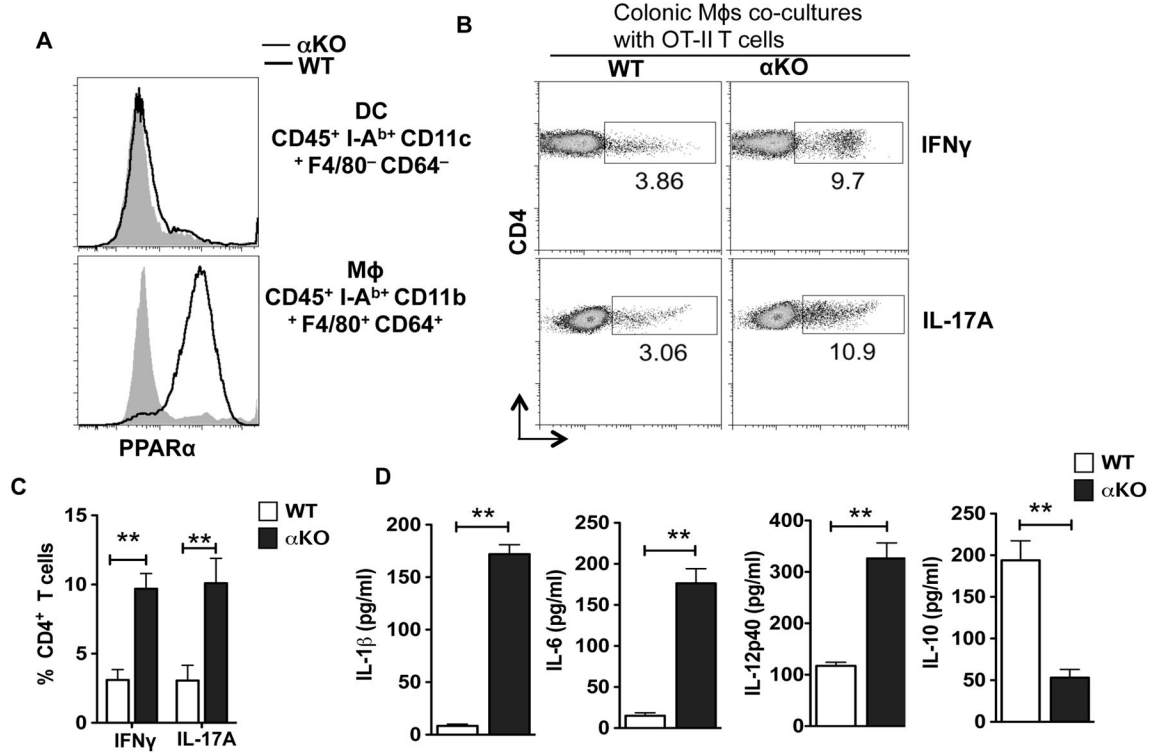 A
αKO
WT
DC
CD45⁺ I-Aᵇ⁺ CD11c
⁺ F4/80⁻ CD64⁻
Mϕ
CD45⁺ I-Aᵇ⁺ CD11b
⁺ F4/80⁺ CD64⁺
PPARα
B
Colonic Mϕs co-cultures
with OT-II T cells
WT αKO
3.86 9.7
IFNγ
3.06 10.9
IL-17A
CD4
C
WT
αKO
% CD4⁺ T cells
15
10
5
0
** **
IFNγ IL-17A
D
WT
αKO
IL-1β (pg/ml)
200
150
100
50
0
**
IL-6 (pg/ml)
250
200
150
100
50
0
**
IL-12p40 (pg/ml)
400
300
200
100
0
**
IL-10 (pg/ml)
250
200
150
100
50
0
**